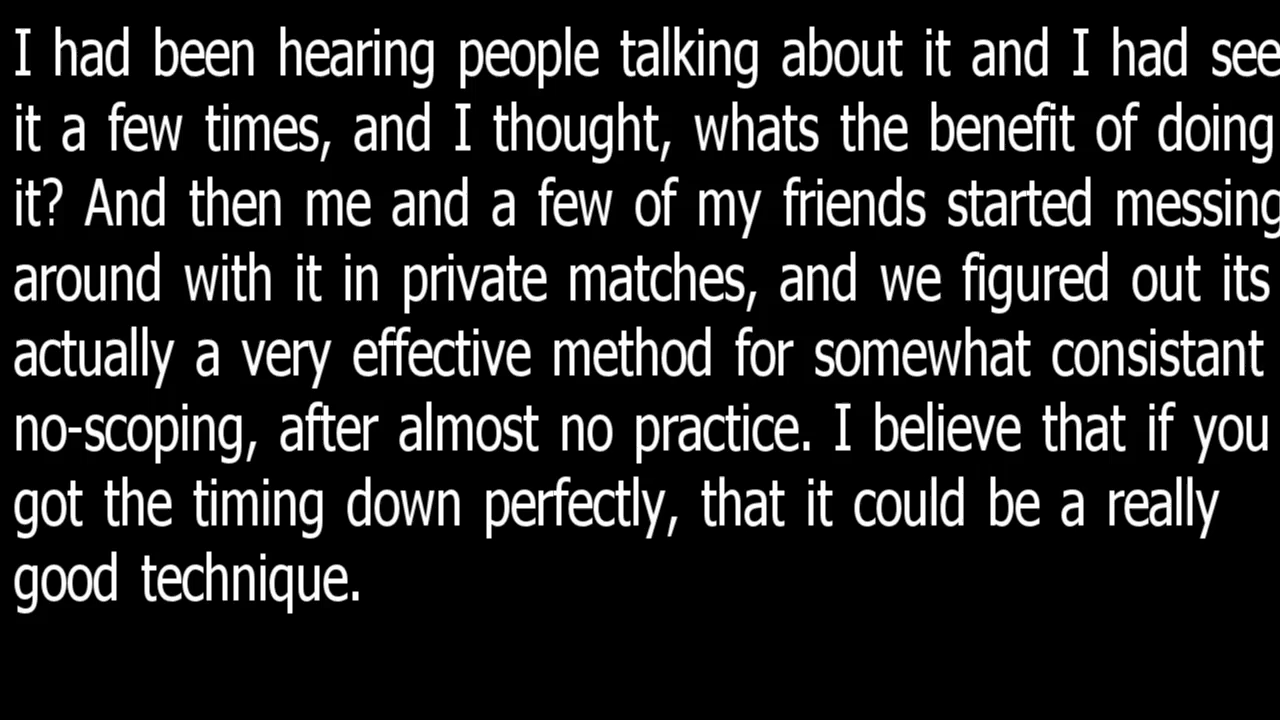 I had been hearing people talking about it and I had see
it a few times, and I thought, whats the benefit of doing
it? And then me and a few of my friends started messing
around with it in private matches, and we figured out its
actually a very effective method for somewhat consistant
no-scoping, after almost no practice. I believe that if you
got the timing down perfectly, that it could be a really
good technique.